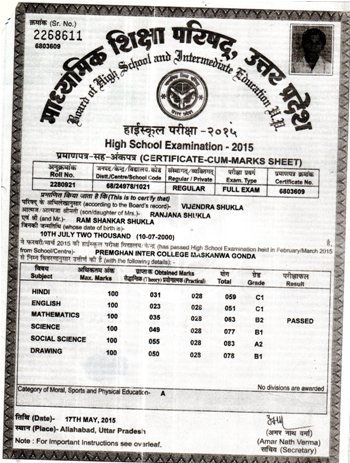 क्रमांक (Sr. No.)
2268611
6803609
माध्यमिक शिक्षा परिषद, उत्तर प्रदेश
Board of High School and Intermediate Education, U.P.
हाईस्कूल परीक्षा -२०१५
High School Examination - 2015
प्रमाणपत्र-सह-अंकपत्र (CERTIFICATE-CUM-MARKS SHEET)
अनुक्रमांक जनपद/केन्द्र/विद्यालय कोड संस्थागत/व्यक्तिगत परीक्षा प्रकार प्रमाणपत्र क्रमांक
Roll No. Distt./Centre/School Code Regular / Private Exam. Type Certificate No.
2280921 68/24978/1021 REGULAR FULL EXAM 6803609
प्रमाणित किया जाता है कि(This is to certify that)
परिषद के अभिलेखानुसार (according to the Board's record)- VIJENDRA SHUKLA
आत्मज / आत्मजा श्रीमती (son/daughter of Mrs.)- RANJANA SHUKLA
एवं श्री (and Mr.)- RAM SHANKAR SHUKLA
जिनकी जन्मतिथि (whose date of birth is)-
10TH JULY TWO THOUSAND (10-07-2000)
ने फरवरी/मार्च 2015 की हाईस्कूल परीक्षा विद्यालय/केन्द्र (has passed High School Examination held in February/March 2015
from School/Centre)- PREMGHAN INTER COLLEGE MASKANWA GONDA
से निम्न विवरणानुसार उत्तीर्ण की है (with the following details):-
विषय अधिकतम अंक प्राप्तांक Obtained Marks योग ग्रेड परीक्षाफल
Subject Max. Marks (Theory) (Practical) Total Grade Result
HINDI 100 031 028 059 C1
ENGLISH 100 023 028 051 C1
MATHEMATICS 100 035 028 063 B2 PASSED
SCIENCE 100 049 028 077 B1
SOCIAL SCIENCE 100 055 028 083 A2
DRAWING 100 050 028 078 B1
Category of Moral, Sports and Physical Education- A No divisions are awarded
तिथि (Date)- 17TH MAY, 2015
स्थान (Place)- Allahabad, Uttar Pradesh
(अमर नाथ वर्मा)
(Amar Nath Verma)
Note : For Important Instructions see overleaf.
सचिव (Secretary)